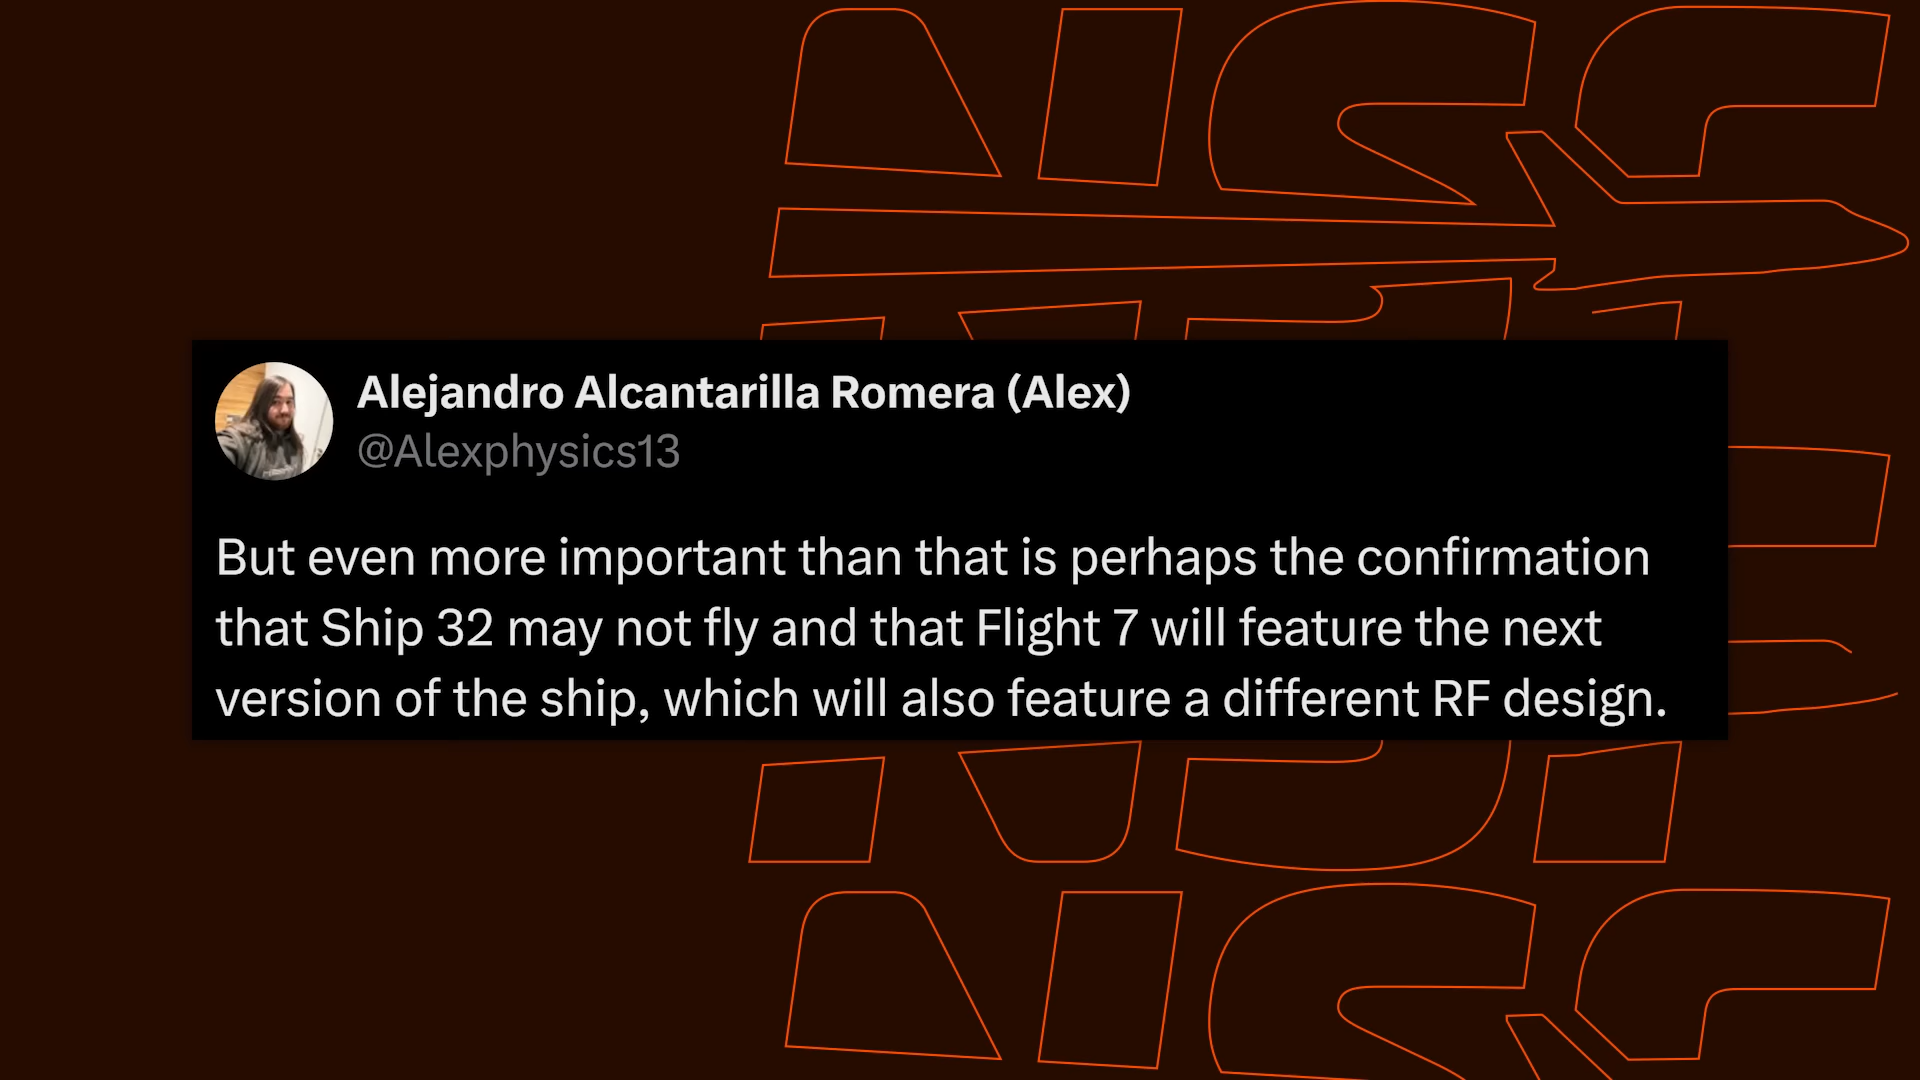 Alejandro Alcantarilla Romera (Alex)
@Alexphysics13
But even more important than that is perhaps the confirmation
that Ship 32 may not fly and that Flight 7 will feature the next
version of the ship, which will also feature a different RF design.